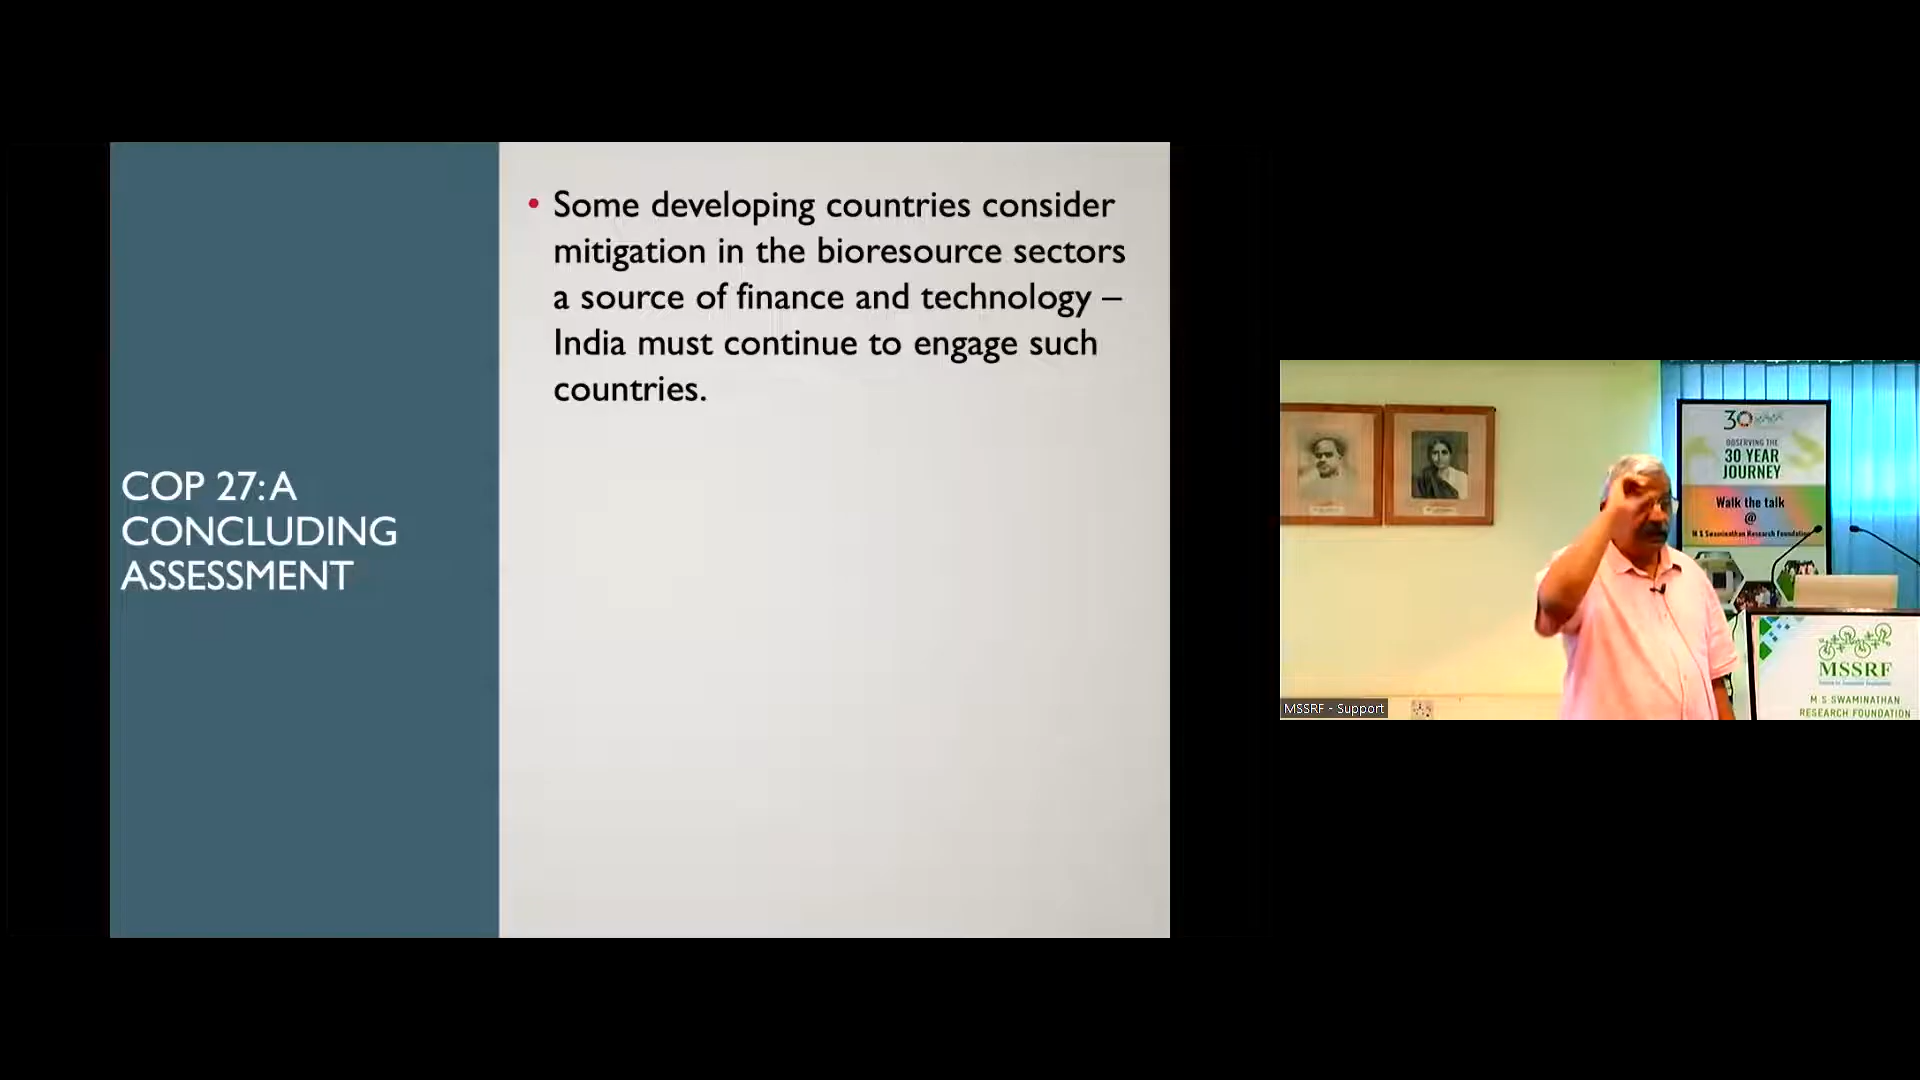 COP 27: A
CONCLUDING
ASSESSMENT
• Some developing countries consider
mitigation in the bioresource sectors
a source of finance and technology –
India must continue to engage such
countries.
30
OBSERVING THE
30 YEAR
JOURNEY
Walk the talk
@
M S Swaminathan Research Foundation
MSSRF
M S SWAMINATHAN
RESEARCH FOUNDATION
MSSRF - Support